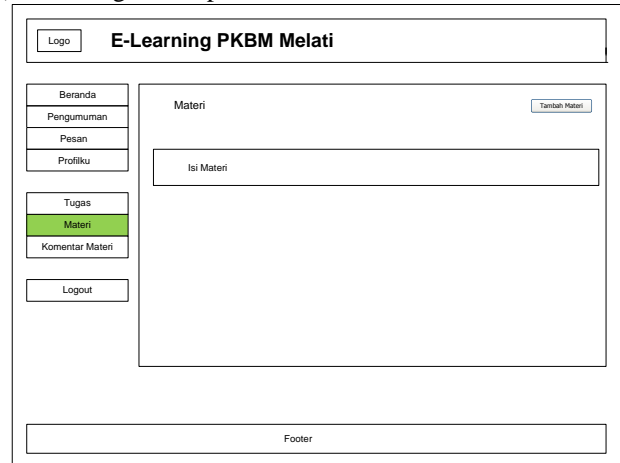 Logo
E-Learning PKBM Melati
Beranda
Pengumuman
Pesan
Profilku
Tugas
Materi
Komentar Materi
Logout
Materi
Tambah Materi
Isi Materi
Footer